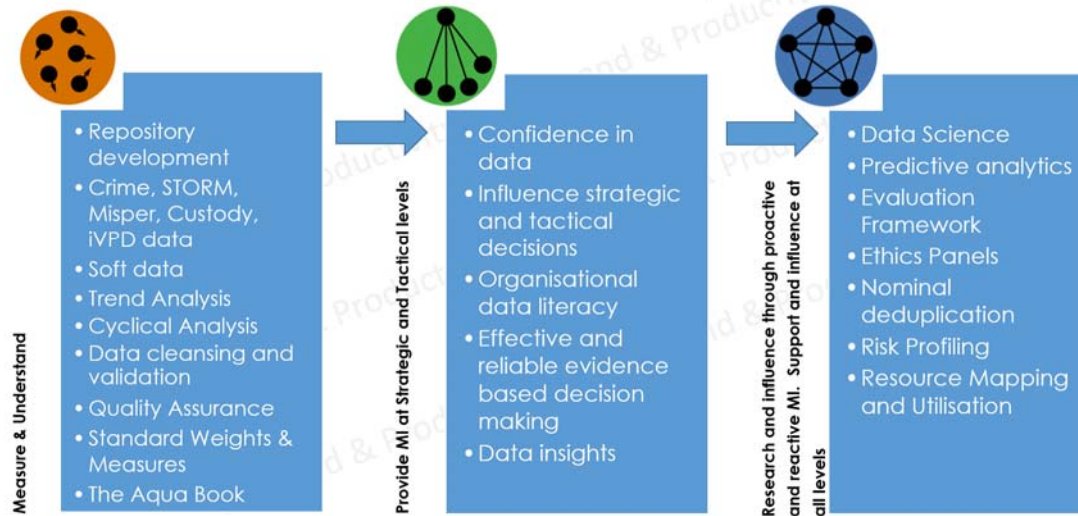 Measure & Understand
• Repository
development
• Crime, STORM,
Misper, Custody,
iVPD data
• Soft data
• Trend Analysis
• Cyclical Analysis
• Data cleansing and
validation
• Quality Assurance
• Standard Weights &
Measures
• The Aqua Book
Provide MI at Strategic and Tactical levels
• Confidence in
data
• Influence strategic
and tactical
decisions
• Organisational
data literacy
• Effective and
reliable evidence
based decision
making
• Data insights
Research and influence through proactive
and reactive MI. Support and influence at
all levels
• Data Science
• Predictive analytics
• Evaluation
Framework
• Ethics Panels
• Nominal
deduplication
• Risk Profiling
• Resource Mapping
and Utilisation